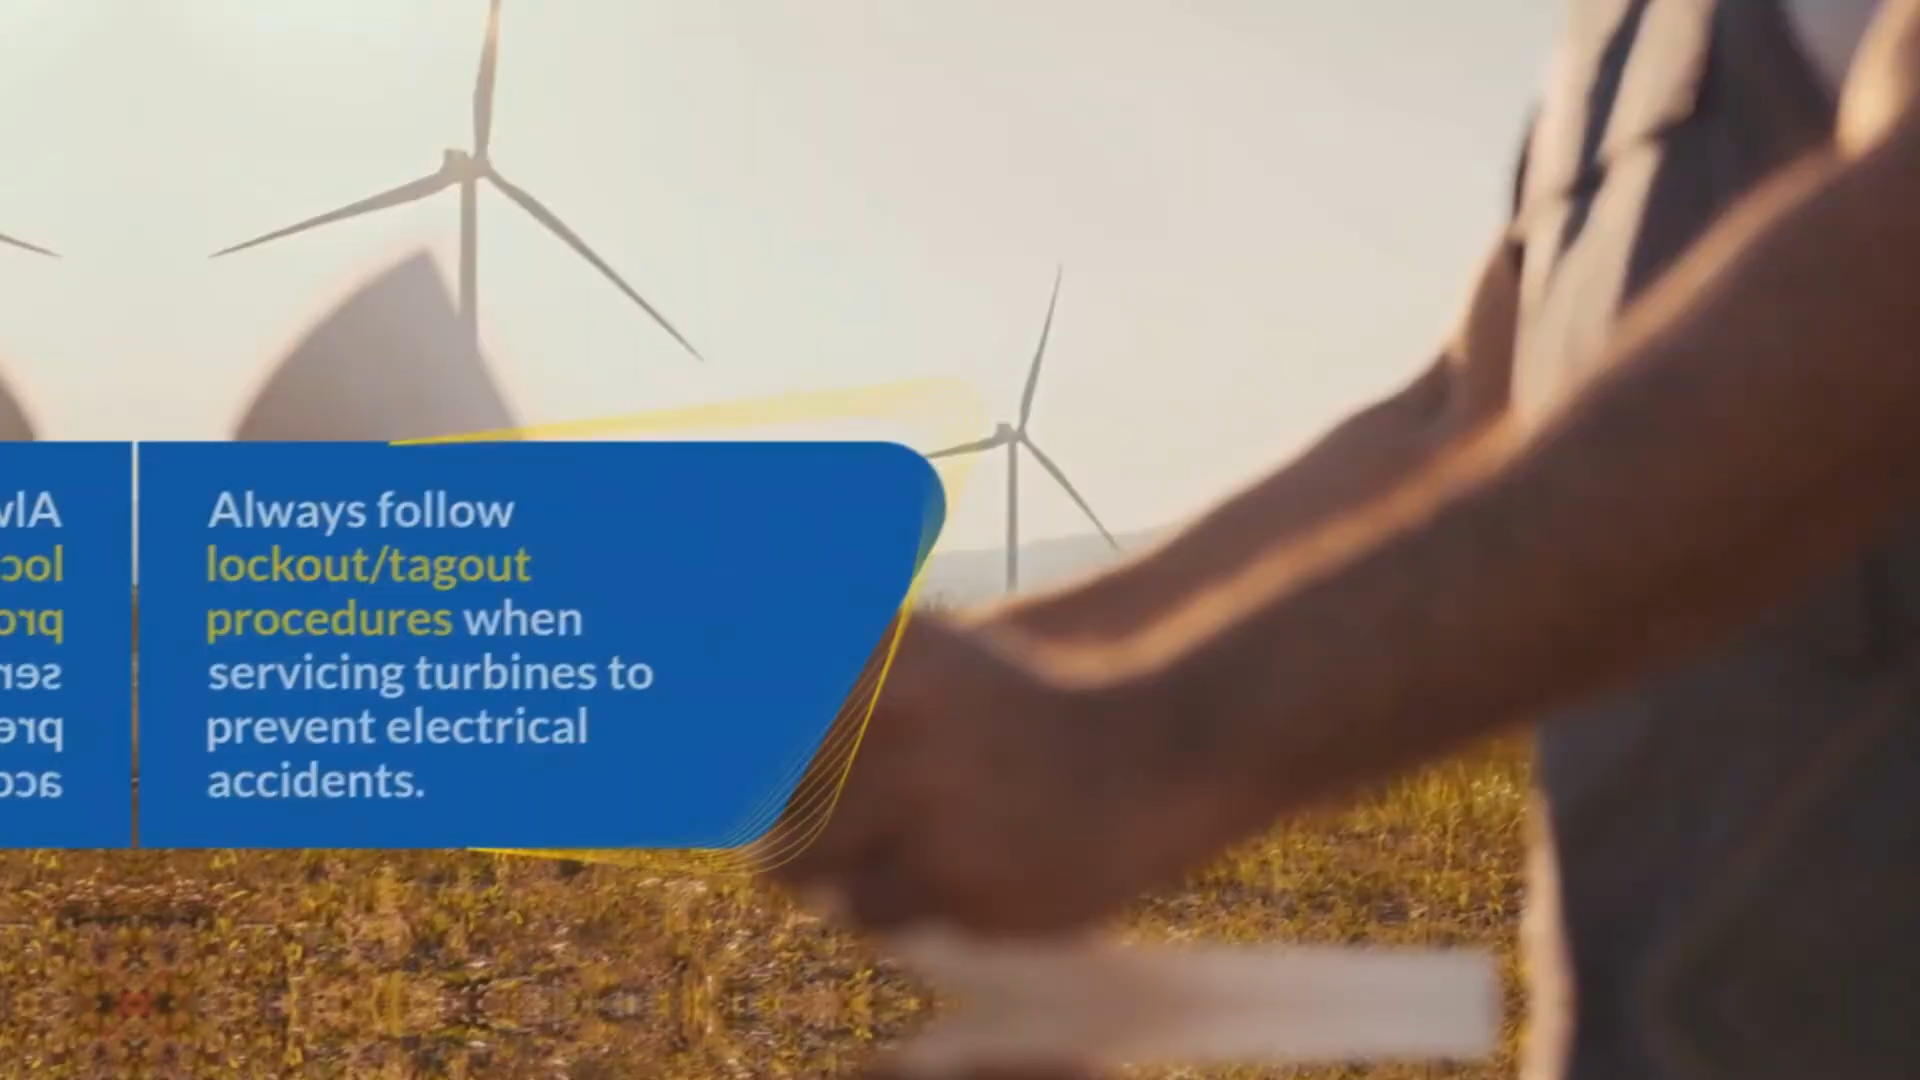 Always follow
lockout/tagout
procedures when
servicing turbines to
prevent electrical
accidents.